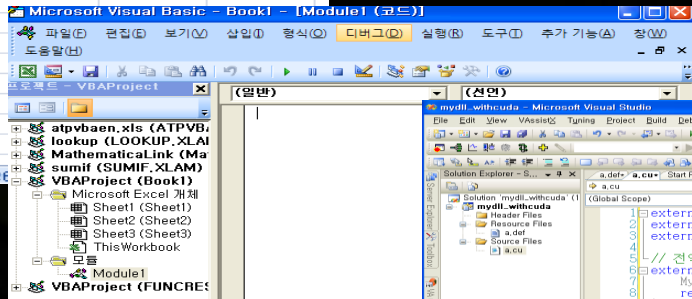 Microsoft Visual Basic - Book1 - [Module1 (코드)]
파일(F) 편집(E) 보기(V) 삽입(I) 형식(O) 디버그(D) 실행(R) 도구(T) 추가 기능(A) 창(W)
도움말(H)
프로젝트 - VBAProject
(일반) (선언)
atpvbaen.xls (ATPVBA
lookup (LOOKUP.XLAM
MathematicaLink (Ma
sumif (SUMIF.XLAM)
VBAProject (Book1)
Microsoft Excel 개체
Sheet1 (Sheet1)
Sheet2 (Sheet2)
Sheet3 (Sheet3)
ThisWorkbook
모듈
Module1
VBAProject (FUNCRES
mydll_withcuda - Microsoft Visual Studio
File Edit View VAssistX Tuning Project Build Deb
Solution Explorer - S...
a.def* a.cu* Start P
a.cu
(Global Scope)
Server Explorer
Toolbox
Solution 'mydll_withcuda' (1
mydll_withcuda
Header Files
Resource Files
a.def
Source Files
a.cu
1 extern
2 extern
3 extern
4
5 // 전역
6 extern
7 My
8 re